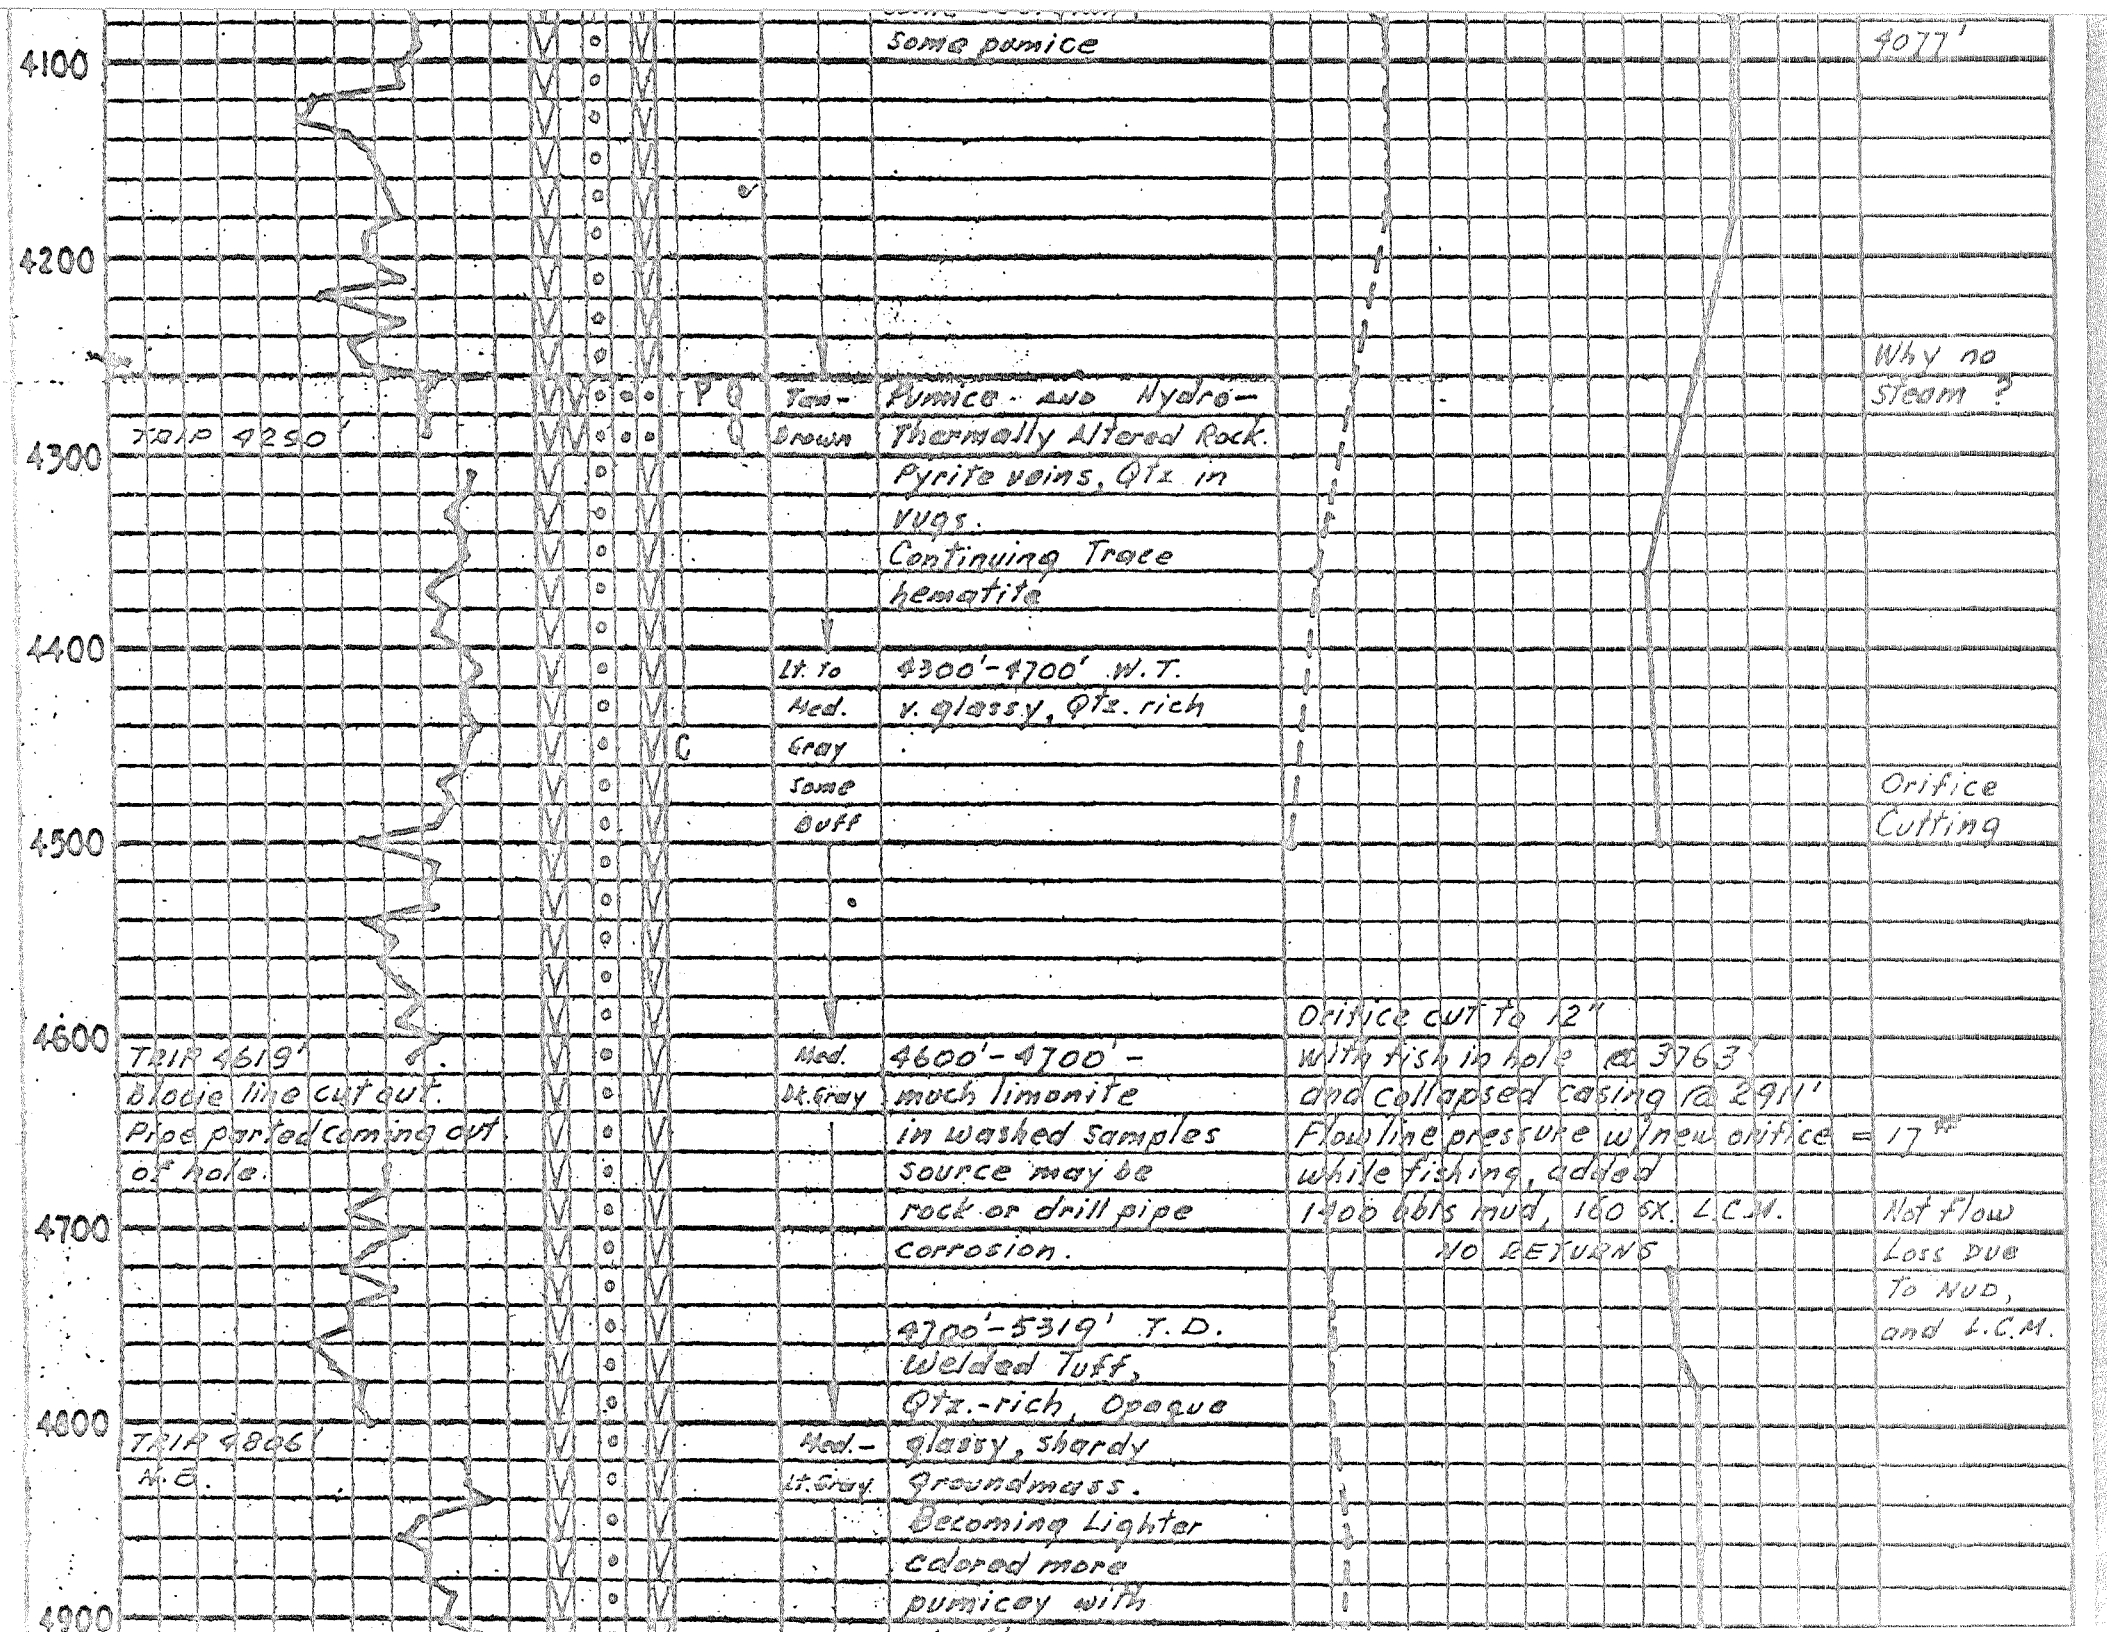 Some pumice
4077'
4100
4200
Why no
Steam ?
P Q Tan- Pumice AND Hydro-
TRIP 4250' Q Brown Thermally Altered Rock.
4300
Pyrite veins, Qtz in
vugs.
Continuing Trace
hematite
4400
Lt. To 4300'-4700' W.T.
Med. v. glassy, Qtz. rich
C Gray
Some
Buff
Orifice
Cutting
4500
Orifice cut to 12"
4600
TRIP 4619' Med. 4600'-4700'- with fish in hole @ 3763'
Blooie line cut out. Dk. Gray much limonite and collapsed casing @ 2911'
Pipe parted coming out in washed samples Flow line pressure w/new orifice = 17#
of hole. source may be while fishing, added
rock or drill pipe 1400 bbls mud, 160 sx. L.C.M. Not Flow
4700
corrosion. NO RETURNS Loss Due
To MUD,
4700'-5319' T.D. and L.C.M.
Welded Tuff,
Qtz.-rich, Opaque
4800
TRIP 4806' Med.- glassy, shardy
N.B. Lt. Gray groundmass.
Becoming Lighter
colored more
pumicey with
4900